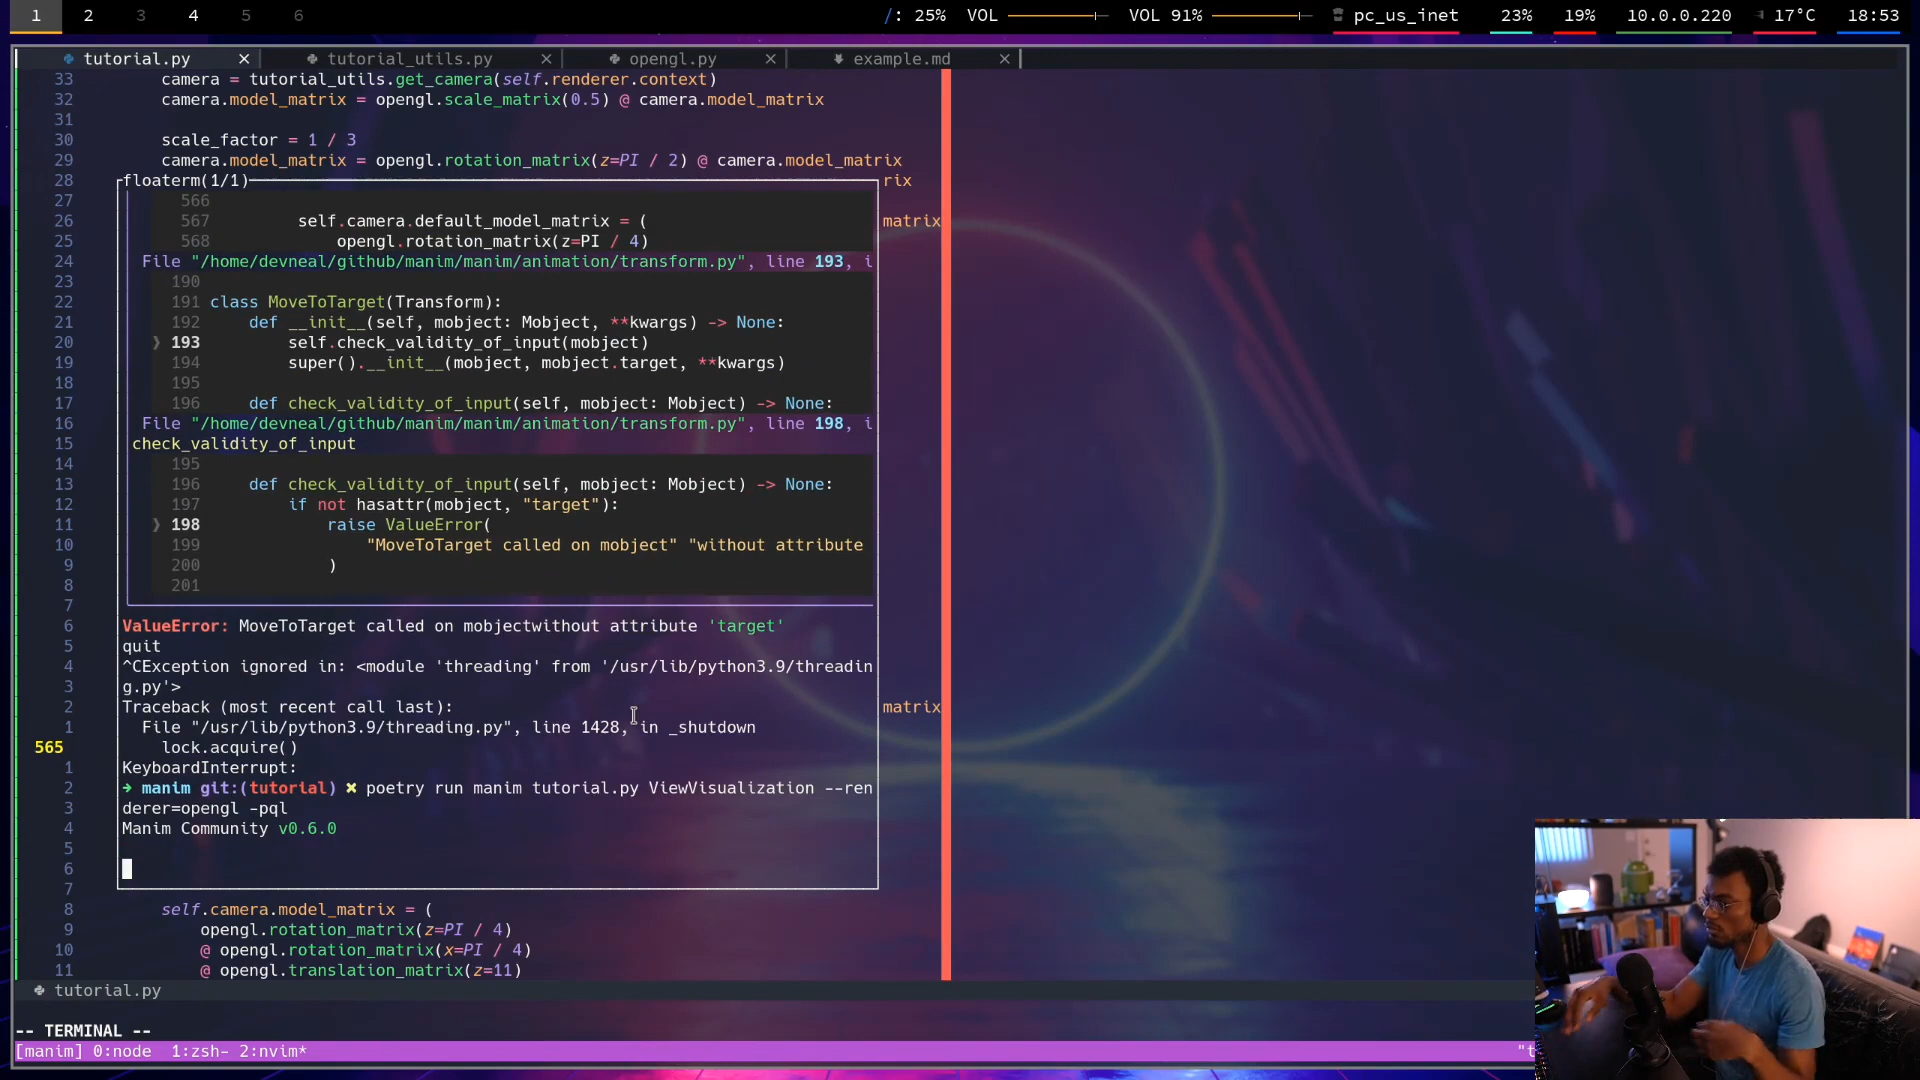 1 2 3 4 5 6 /: 25% VOL VOL 91% pc_us_inet 23% 19% 10.0.0.220 17°C 18:53
tutorial.py × tutorial_utils.py × opengl.py × example.md ×
33 camera = tutorial_utils.get_camera(self.renderer.context)
32 camera.model_matrix = opengl.scale_matrix(0.5) @ camera.model_matrix
31
30 scale_factor = 1 / 3
29 camera.model_matrix = opengl.rotation_matrix(z=PI / 2) @ camera.model_matrix
28 floaterm(1/1) rix
27 566
26 567 self.camera.default_model_matrix = ( matrix
25 568 opengl.rotation_matrix(z=PI / 4)
24 File "/home/devneal/github/manim/manim/animation/transform.py", line 193, i
23 190
22 191 class MoveToTarget(Transform):
21 192 def __init__(self, mobject: Mobject, **kwargs) -> None:
20 ❱ 193 self.check_validity_of_input(mobject)
19 194 super().__init__(mobject, mobject.target, **kwargs)
18 195
17 196 def check_validity_of_input(self, mobject: Mobject) -> None:
16 File "/home/devneal/github/manim/manim/animation/transform.py", line 198, i
15 check_validity_of_input
14 195
13 196 def check_validity_of_input(self, mobject: Mobject) -> None:
12 197 if not hasattr(mobject, "target"):
11 ❱ 198 raise ValueError(
10 199 "MoveToTarget called on mobject" "without attribute
9 200 )
8 201
7
6 ValueError: MoveToTarget called on mobjectwithout attribute 'target'
5 quit
4 ^CException ignored in: <module 'threading' from '/usr/lib/python3.9/threadin
3 g.py'>
2 Traceback (most recent call last): matrix
1 File "/usr/lib/python3.9/threading.py", line 1428, in _shutdown
565 lock.acquire()
1 KeyboardInterrupt:
2 → manim git:(tutorial) ✖ poetry run manim tutorial.py ViewVisualization --ren
3 derer=opengl -pql
4 Manim Community v0.6.0
5
6
7
8 self.camera.model_matrix = (
9 opengl.rotation_matrix(z=PI / 4)
10 @ opengl.rotation_matrix(x=PI / 4)
11 @ opengl.translation_matrix(z=11)
tutorial.py
-- TERMINAL --
[manim] 0:node 1:zsh- 2:nvim* "t